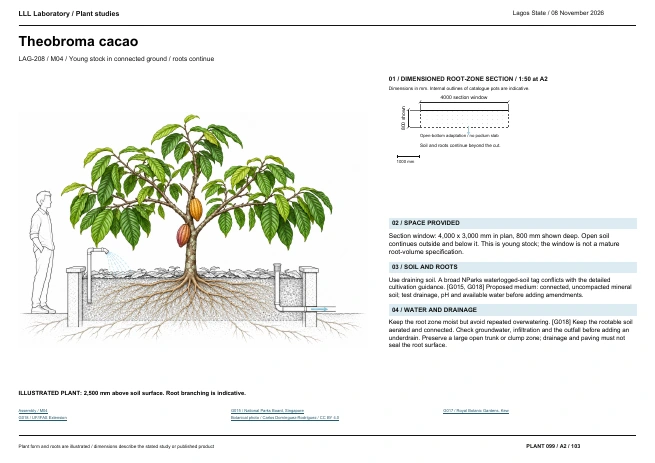 LLL Laboratory / Plant studies
Lagos State / 08 November 2026
Theobroma cacao
LAG-208 / M04 / Young stock in connected ground / roots continue
01 / DIMENSIONED ROOT-ZONE SECTION / 1:50 at A2
Dimensions in mm. Internal outlines of catalogue pots are indicative.
4000 section window
800 shown
Open-bottom adaptation / no podium slab
Soil and roots continue beyond the cut.
1000 mm
02 / SPACE PROVIDED
Section window: 4,000 x 3,000 mm in plan, 800 mm shown deep. Open soil
continues outside and below it. This is young stock; the window is not a mature
root-volume specification.
03 / SOIL AND ROOTS
Use draining soil. A broad NParks waterlogged-soil tag conflicts with the detailed
cultivation guidance. [G015, G018] Proposed medium: connected, uncompacted mineral
soil; test drainage, pH and available water before adding amendments.
04 / WATER AND DRAINAGE
Keep the root zone moist but avoid repeated overwatering. [G018] Keep the rootable soil
aerated and connected. Check groundwater, infiltration and the outfall before adding an
underdrain. Preserve a large open trunk or clump zone; drainage and paving must not
seal the root surface.
ILLUSTRATED PLANT: 2,500 mm above soil surface. Root branching is indicative.
Assembly / M04
G015 / National Parks Board, Singapore
G017 / Royal Botanic Gardens, Kew
G018 / UF/IFAS Extension
Botanical photo / Carlos Dominguez-Rodriguez / CC BY 4.0
Plant form and roots are illustrated / dimensions describe the stated study or published product
PLANT 099 / A2 / 103